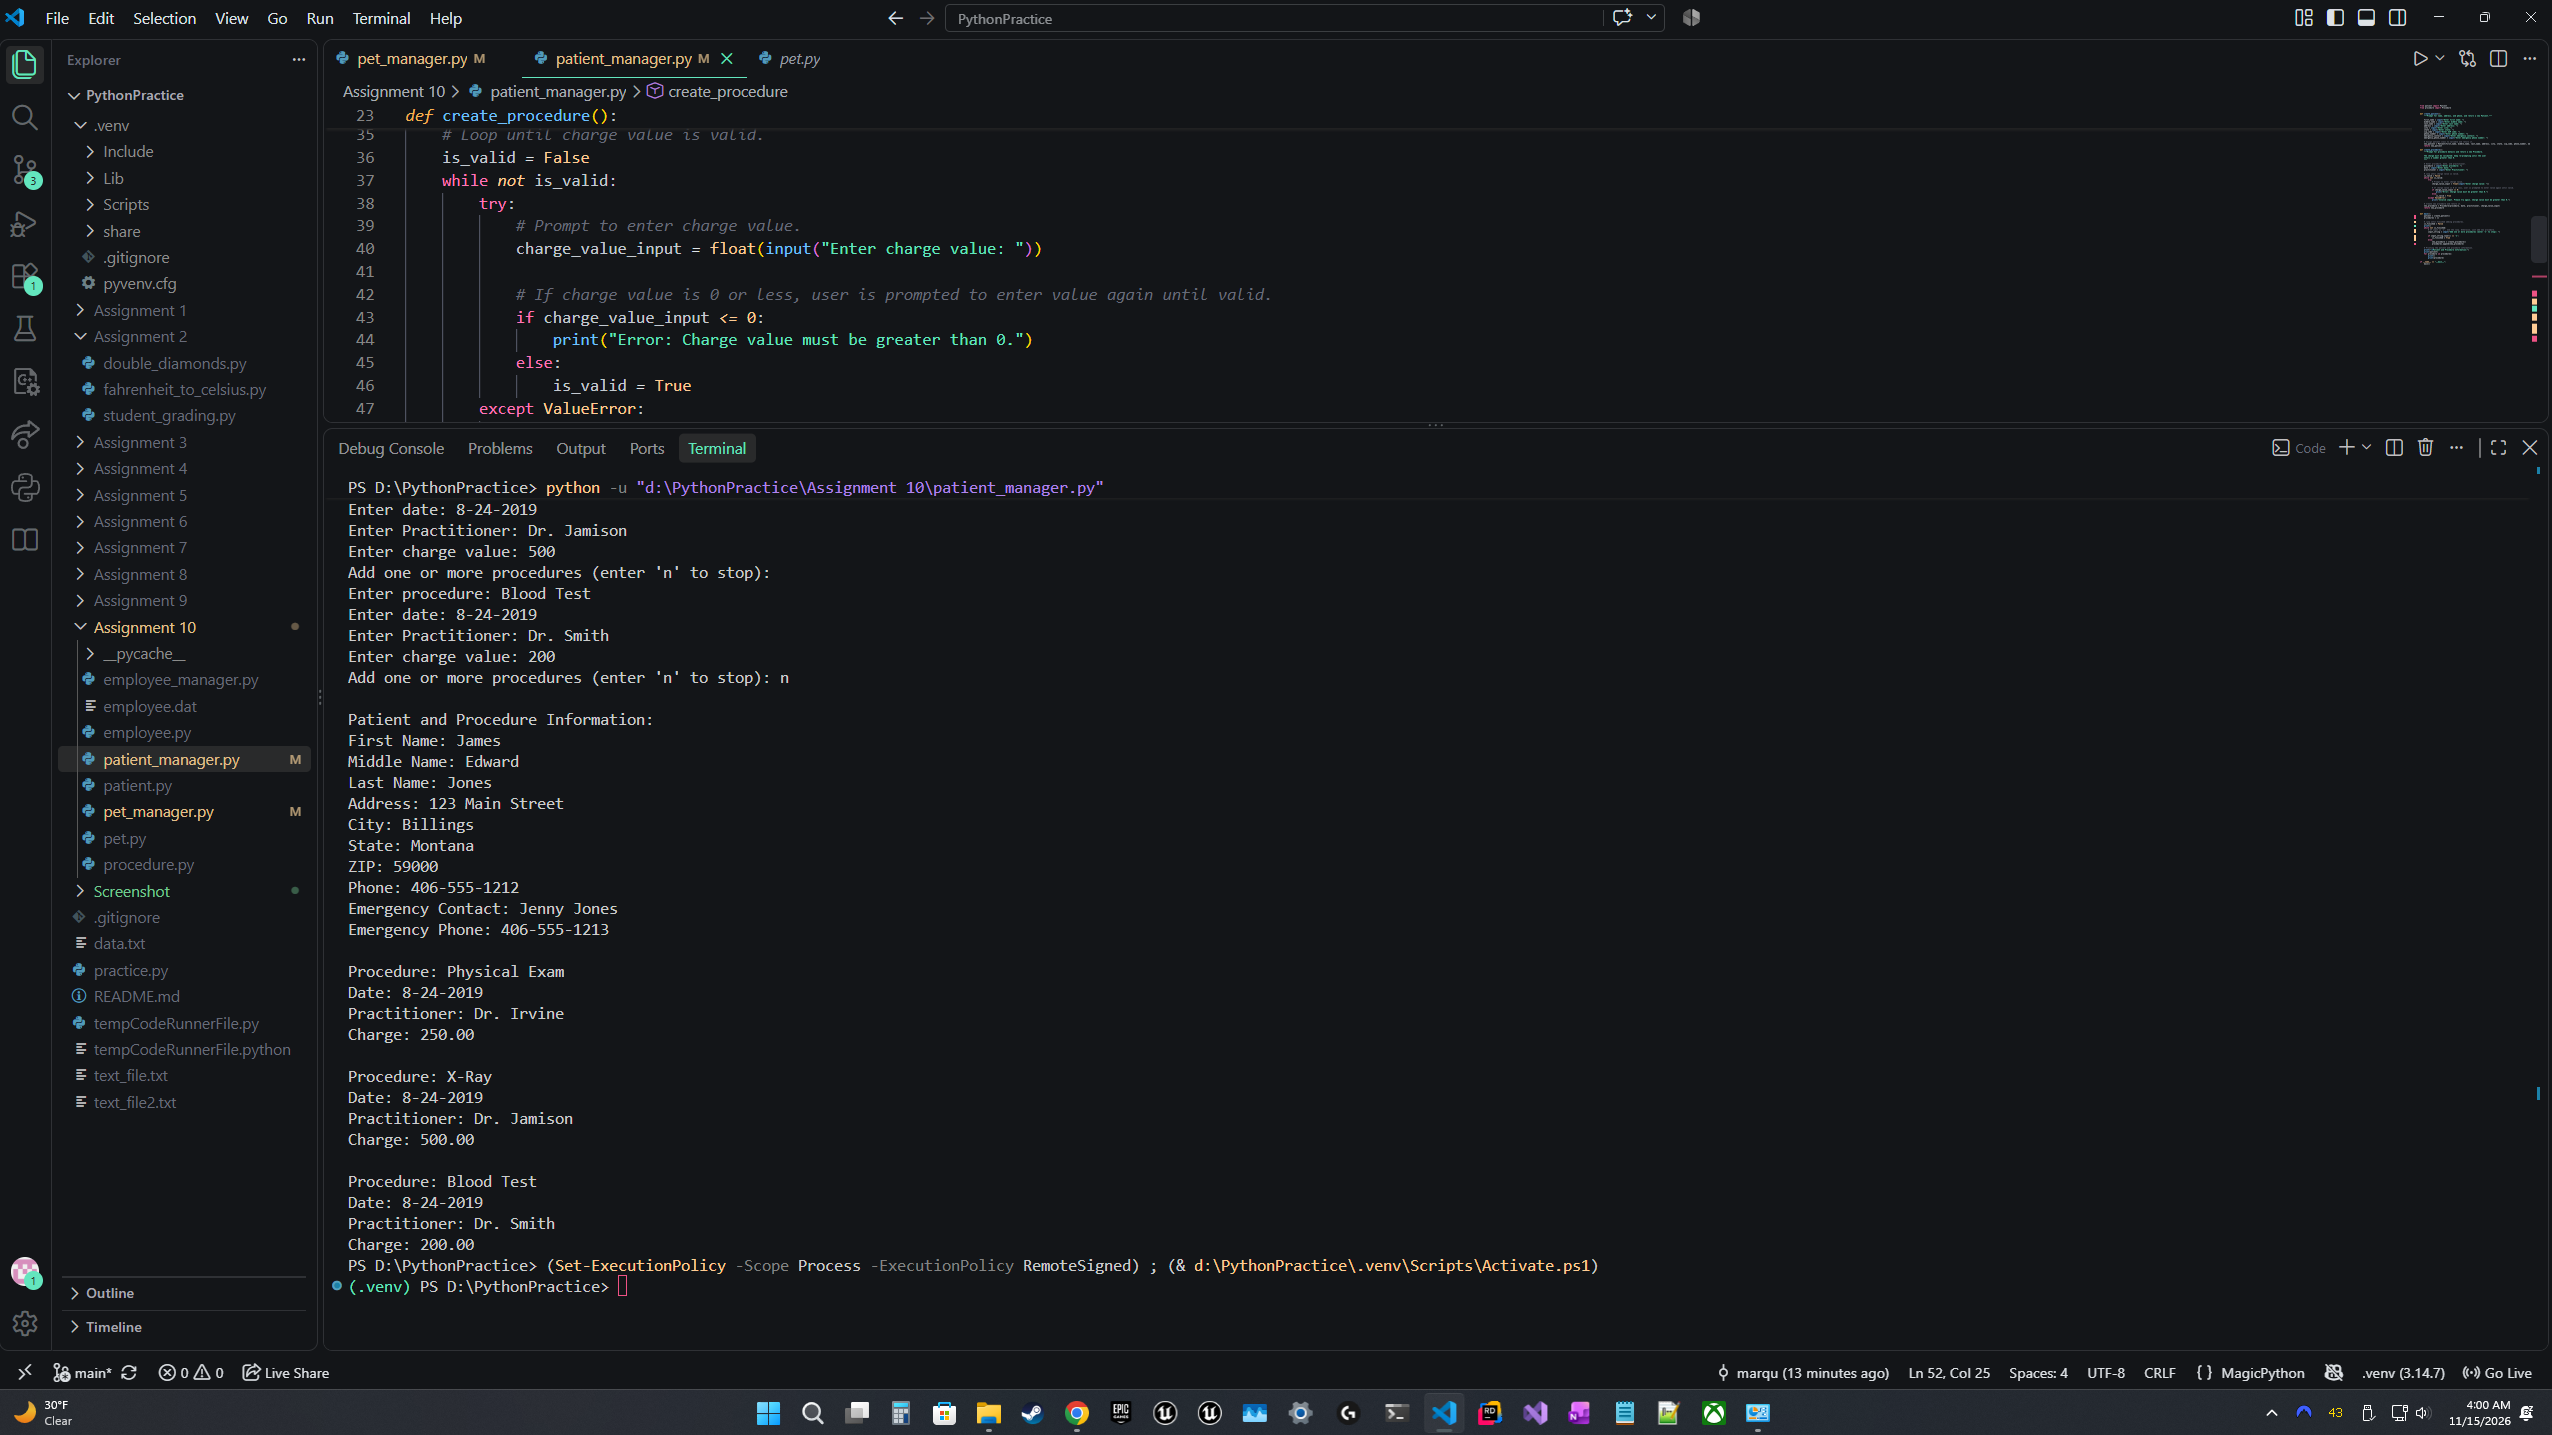 File Edit Selection View Go Run Terminal Help
PythonPractice
Explorer
PythonPractice
.venv
Include
Lib
Scripts
share
.gitignore
pyvenv.cfg
Assignment 1
Assignment 2
double_diamonds.py
fahrenheit_to_celsius.py
student_grading.py
Assignment 3
Assignment 4
Assignment 5
Assignment 6
Assignment 7
Assignment 8
Assignment 9
Assignment 10
__pycache__
employee_manager.py
employee.dat
employee.py
patient_manager.py M
patient.py
pet_manager.py M
pet.py
procedure.py
Screenshot
.gitignore
data.txt
practice.py
README.md
tempCodeRunnerFile.py
tempCodeRunnerFile.python
text_file.txt
text_file2.txt
Outline
Timeline
3
1
1
pet_manager.py M patient_manager.py M pet.py
Assignment 10 > patient_manager.py > create_procedure
23 def create_procedure():
35 # Loop until charge value is valid.
36 is_valid = False
37 while not is_valid:
38 try:
39 # Prompt to enter charge value.
40 charge_value_input = float(input("Enter charge value: "))
41
42 # If charge value is 0 or less, user is prompted to enter value again until valid.
43 if charge_value_input <= 0:
44 print("Error: Charge value must be greater than 0.")
45 else:
46 is_valid = True
47 except ValueError:
Debug Console Problems Output Ports Terminal
Code
PS D:\PythonPractice> python -u "d:\PythonPractice\Assignment 10\patient_manager.py"
Enter date: 8-24-2019
Enter Practitioner: Dr. Jamison
Enter charge value: 500
Add one or more procedures (enter 'n' to stop):
Enter procedure: Blood Test
Enter date: 8-24-2019
Enter Practitioner: Dr. Smith
Enter charge value: 200
Add one or more procedures (enter 'n' to stop): n
Patient and Procedure Information:
First Name: James
Middle Name: Edward
Last Name: Jones
Address: 123 Main Street
City: Billings
State: Montana
ZIP: 59000
Phone: 406-555-1212
Emergency Contact: Jenny Jones
Emergency Phone: 406-555-1213
Procedure: Physical Exam
Date: 8-24-2019
Practitioner: Dr. Irvine
Charge: 250.00
Procedure: X-Ray
Date: 8-24-2019
Practitioner: Dr. Jamison
Charge: 500.00
Procedure: Blood Test
Date: 8-24-2019
Practitioner: Dr. Smith
Charge: 200.00
PS D:\PythonPractice> (Set-ExecutionPolicy -Scope Process -ExecutionPolicy RemoteSigned) ; (& d:\PythonPractice\.venv\Scripts\Activate.ps1)
(.venv) PS D:\PythonPractice>
main* 0 0 Live Share
marqu (13 minutes ago) Ln 52, Col 25 Spaces: 4 UTF-8 CRLF { } MagicPython .venv (3.14.7) Go Live
30°F
Clear
EPIC GAMES
RD
43
4:00 AM
11/15/2026